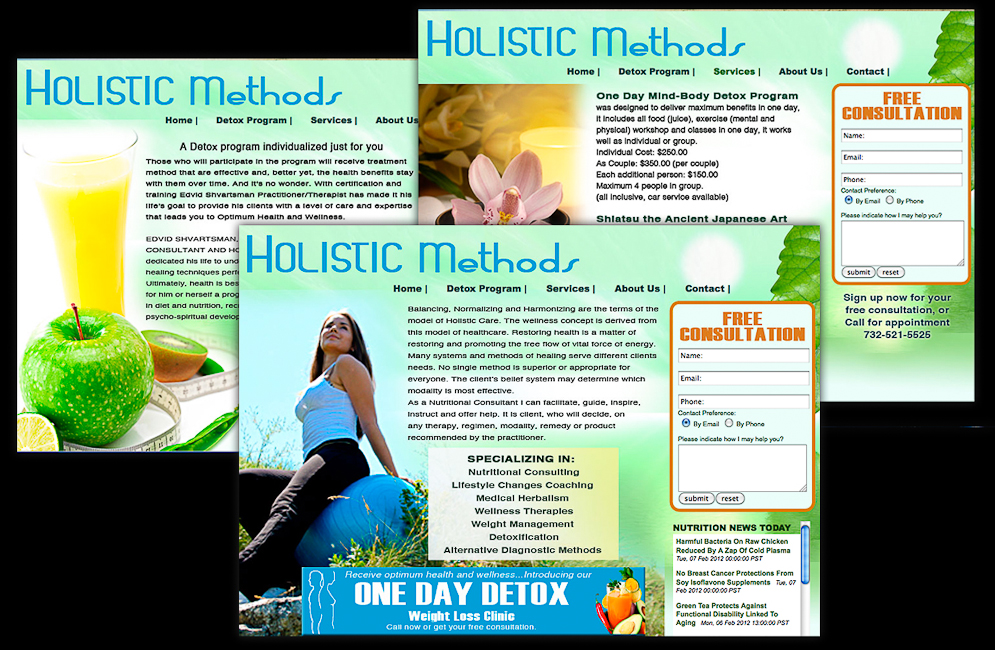 HOLISTIC Methods
Home | Detox Program | Services | About Us
A Detox program individualized just for you
Those who will participate in the program will receive treatment
method that are effective and, better yet, the health benefits stay
with them over time. And it's no wonder. With certification and
training Edvid Shvartsman Practitioner/Therapist has made it his
life's goal to provide his clients with a level of care and expertise
that leads you to Optimum Health and Wellness.
EDVID SHVARTSMAN,
CONSULTANT AND
dedicated his life to
healing techniques
Ultimately, health is
for him or herself a
in diet and nutrition,
psycho-spiritual
HOLISTIC Methods
Home | Detox Program | Services | About Us | Contact |
One Day Mind-Body Detox Program
was designed to deliver maximum benefits in one day,
it includes all food (juice), exercise (mental and
physical) workshop and classes in one day, it works
well as individual or group.
Individual Cost: $250.00
As Couple: $350.00 (per couple)
Each additional person: $150.00
Maximum 4 people in group.
(all inclusive, car service available)
Shiatsu the Ancient Japanese Art
FREE
CONSULTATION
Name:
Email:
Phone:
Contact Preference:
By Email By Phone
Please indicate how I may help you?
submit reset
Sign up now for your
free consultation, or
Call for appointment
732-521-5525
HOLISTIC Methods
Home | Detox Program | Services | About Us | Contact |
Balancing, Normalizing and Harmonizing are the terms of the
model of Holistic Care. The wellness concept is derived from
this model of healthcare. Restoring health is a matter of
restoring and promoting the free flow of vital force of energy.
Many systems and methods of healing serve different clients
needs. No single method is superior or appropriate for
everyone. The client's belief system may determine which
modality is most effective.
As a Nutritional Consultant I can facilitate, guide, inspire,
instruct and offer help. It is client, who will decide, on
any therapy, regimen, modality, remedy or product
recommended by the practitioner.
SPECIALIZING IN:
Nutritional Consulting
Lifestyle Changes Coaching
Medical Herbalism
Wellness Therapies
Weight Management
Detoxification
Alternative Diagnostic Methods
Receive optimum health and wellness...Introducing our
ONE DAY DETOX
Weight Loss Clinic
Call now or get your free consultation.
FREE
CONSULTATION
Name:
Email:
Phone:
Contact Preference:
By Email By Phone
Please indicate how I may help you?
submit reset
NUTRITION NEWS TODAY
Harmful Bacteria On Raw Chicken
Reduced By A Zap Of Cold Plasma
Tue, 07 Feb 2012 00:00:00 PST
No Breast Cancer Protections From
Soy Isoflavone Supplements Tue, 07
Feb 2012 00:00:00 PST
Green Tea Protects Against
Functional Disability Linked To
Aging Mon, 06 Feb 2012 13:00:00 PST